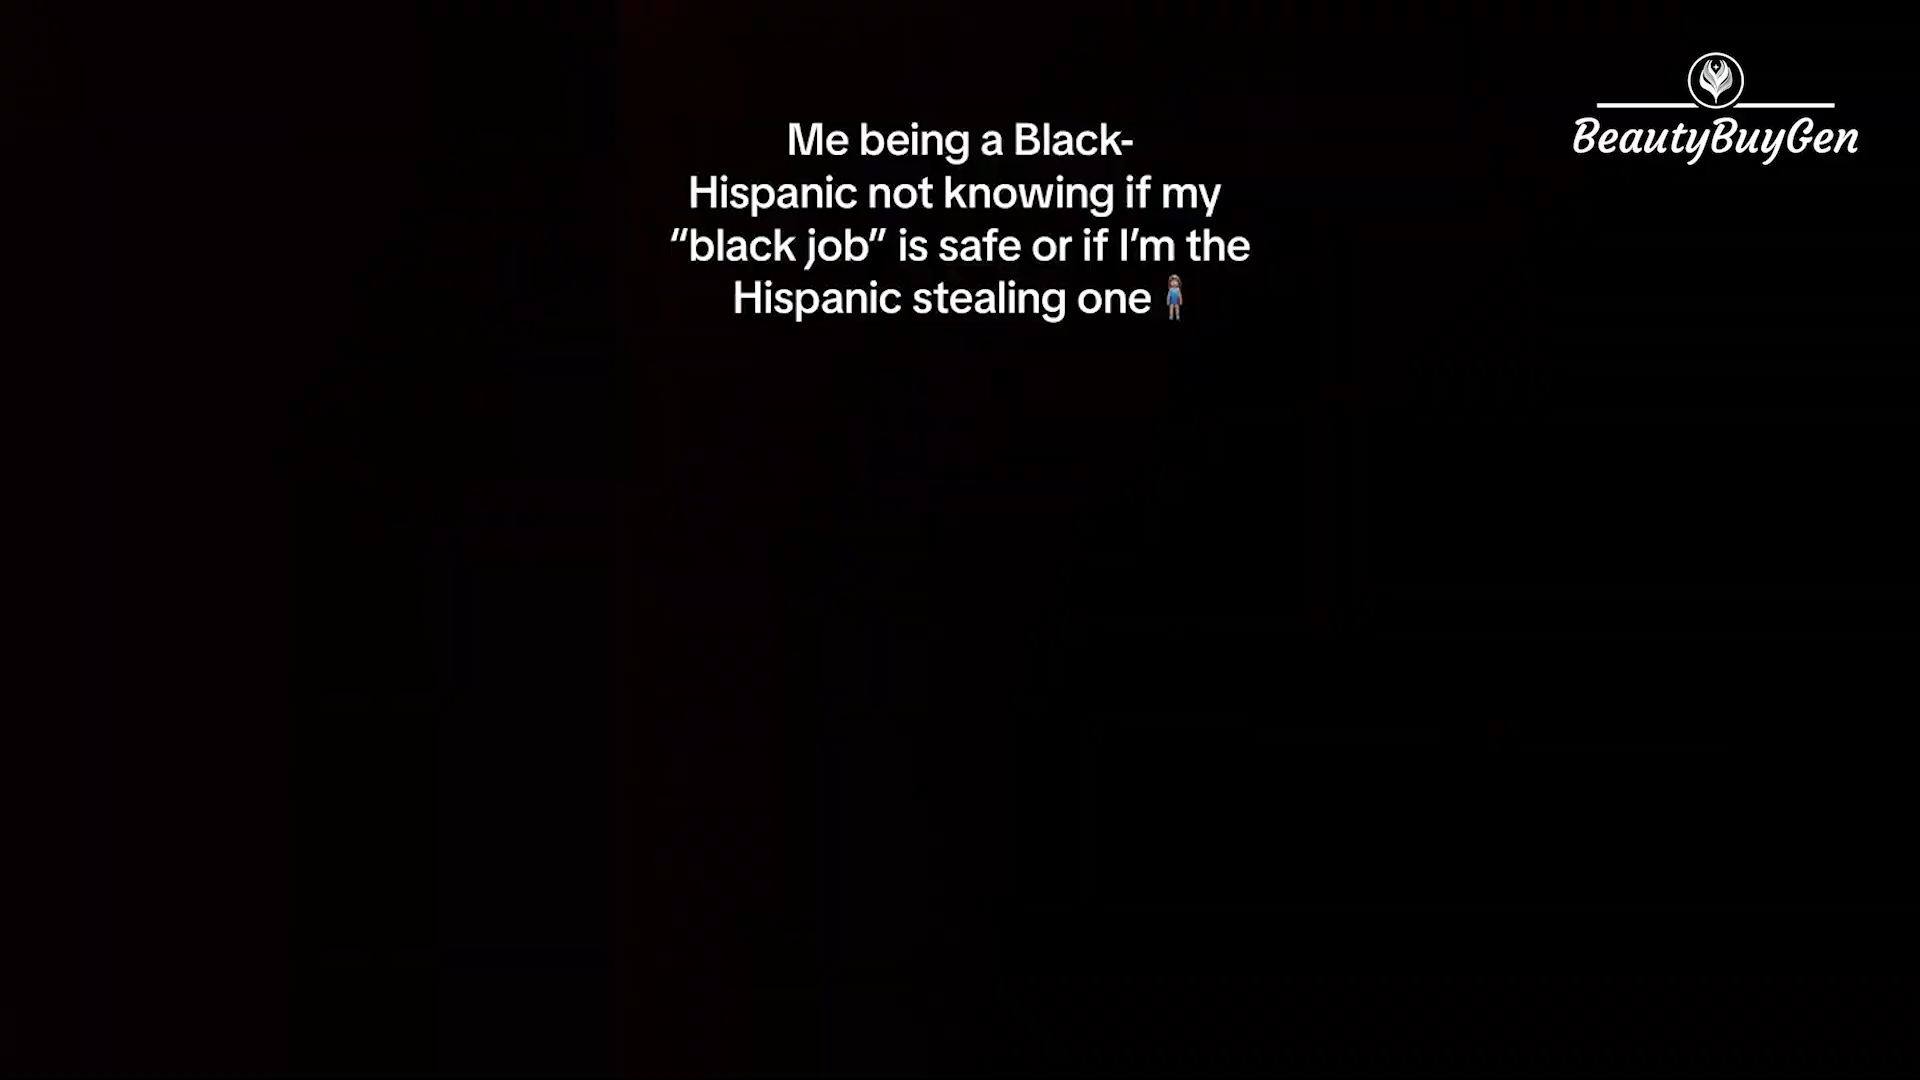 Me being a Black-
Hispanic not knowing if my
“black job” is safe or if I’m the
Hispanic stealing one🧍🏽‍♀️
BeautyBuyGen